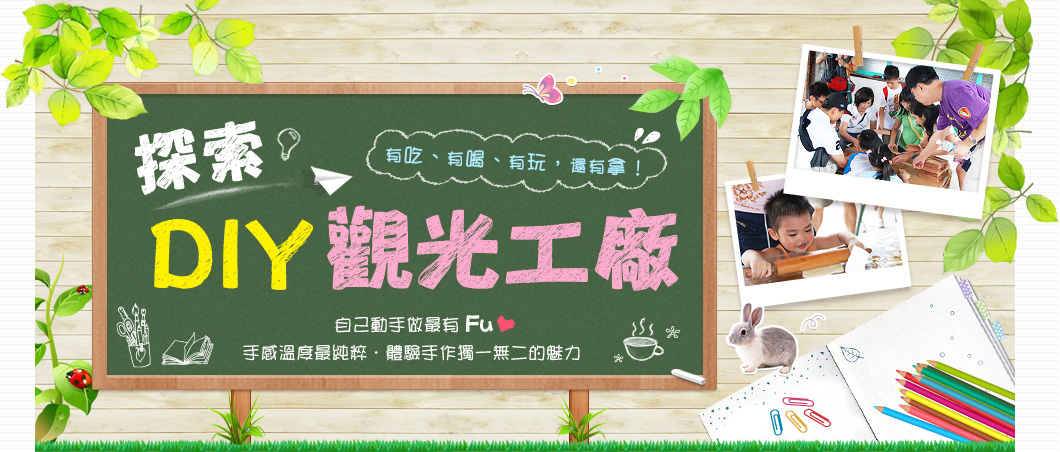 探索
有吃、有喝、有玩，還有拿！
DIY觀光工廠
自己動手做最有 Fu
手感溫度最純粹．體驗手作獨一無二的魅力